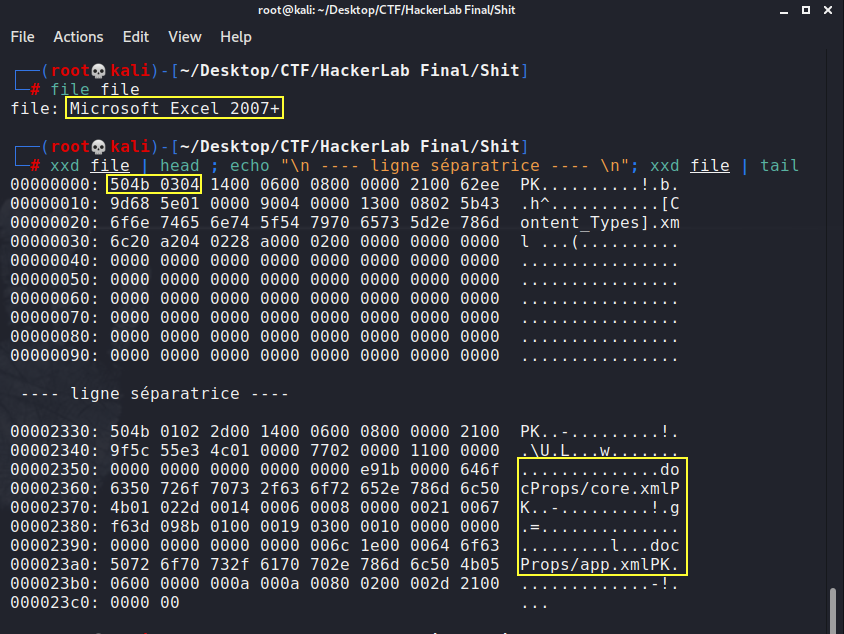 root@kali: ~/Desktop/CTF/HackerLab Final/Shit
File Actions Edit View Help
(root💀kali)-[~/Desktop/CTF/HackerLab Final/Shit]
# file file
file: Microsoft Excel 2007+
(root💀kali)-[~/Desktop/CTF/HackerLab Final/Shit]
# xxd file | head ; echo "\n ---- ligne séparatrice ---- \n"; xxd file | tail
00000000: 504b 0304 1400 0600 0800 0000 2100 62ee PK..........!.b.
00000010: 9d68 5e01 0000 9004 0000 1300 0802 5b43 .h^...........[C
00000020: 6f6e 7465 6e74 5f54 7970 6573 5d2e 786d ontent_Types].xm
00000030: 6c20 a204 0228 a000 0200 0000 0000 0000 l ...(..........
00000040: 0000 0000 0000 0000 0000 0000 0000 0000 ................
00000050: 0000 0000 0000 0000 0000 0000 0000 0000 ................
00000060: 0000 0000 0000 0000 0000 0000 0000 0000 ................
00000070: 0000 0000 0000 0000 0000 0000 0000 0000 ................
00000080: 0000 0000 0000 0000 0000 0000 0000 0000 ................
00000090: 0000 0000 0000 0000 0000 0000 0000 0000 ................
---- ligne séparatrice ----
00002330: 504b 0102 2d00 1400 0600 0800 0000 2100 PK..-.........!.
00002340: 9f5c 55e3 4c01 0000 7702 0000 1100 0000 .\U.L...w.......
00002350: 0000 0000 0000 0000 0000 e91b 0000 646f ..............do
00002360: 6350 726f 7073 2f63 6f72 652e 786d 6c50 cProps/core.xmlP
00002370: 4b01 022d 0014 0006 0008 0000 0021 0067 K..-.........!.g
00002380: f63d 098b 0100 0019 0300 0010 0000 0000 .=..............
00002390: 0000 0000 0000 0000 006c 1e00 0064 6f63 .........l...doc
000023a0: 5072 6f70 732f 6170 702e 786d 6c50 4b05 Props/app.xmlPK.
000023b0: 0600 0000 000a 000a 0080 0200 002d 2100 .............-!.
000023c0: 0000 00 ...